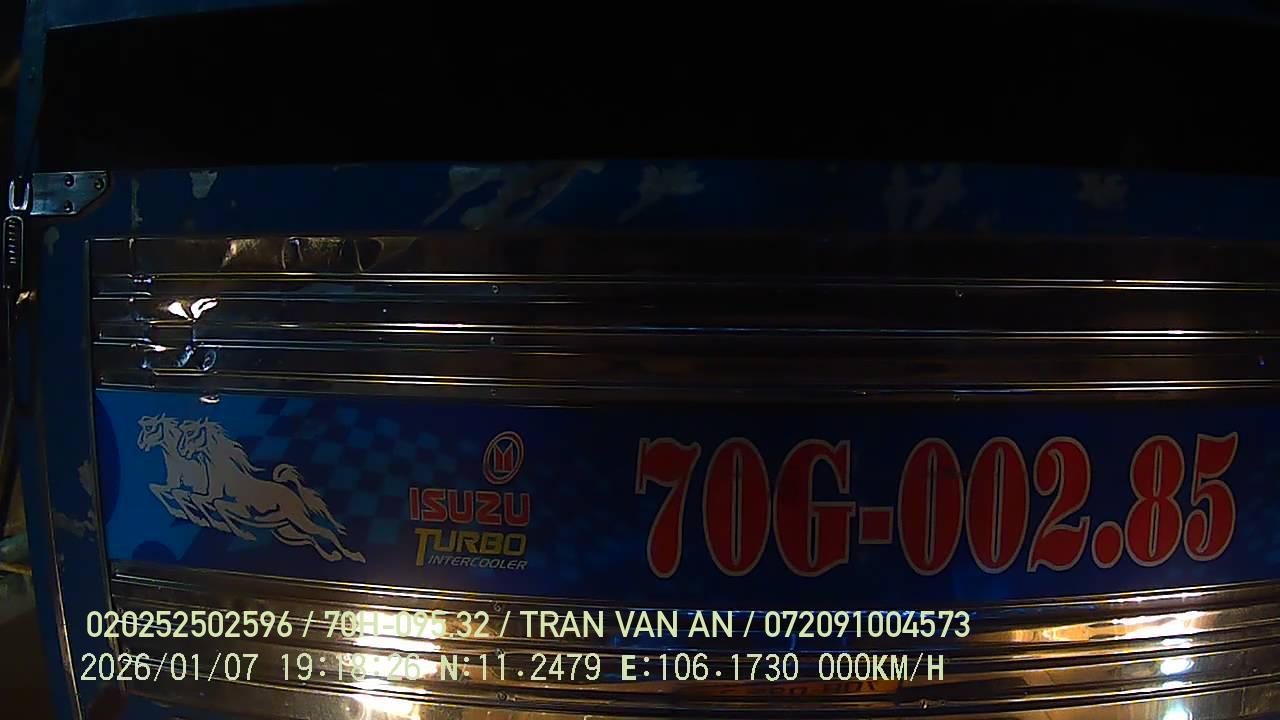 ISUZU
TURBO
INTERCOOLER
70G-002.85
020252502596 / 70H-095.32 / TRAN VAN AN / 072091004573
2026/01/07 19:18:26 N:11.2479 E:106.1730 000KM/H